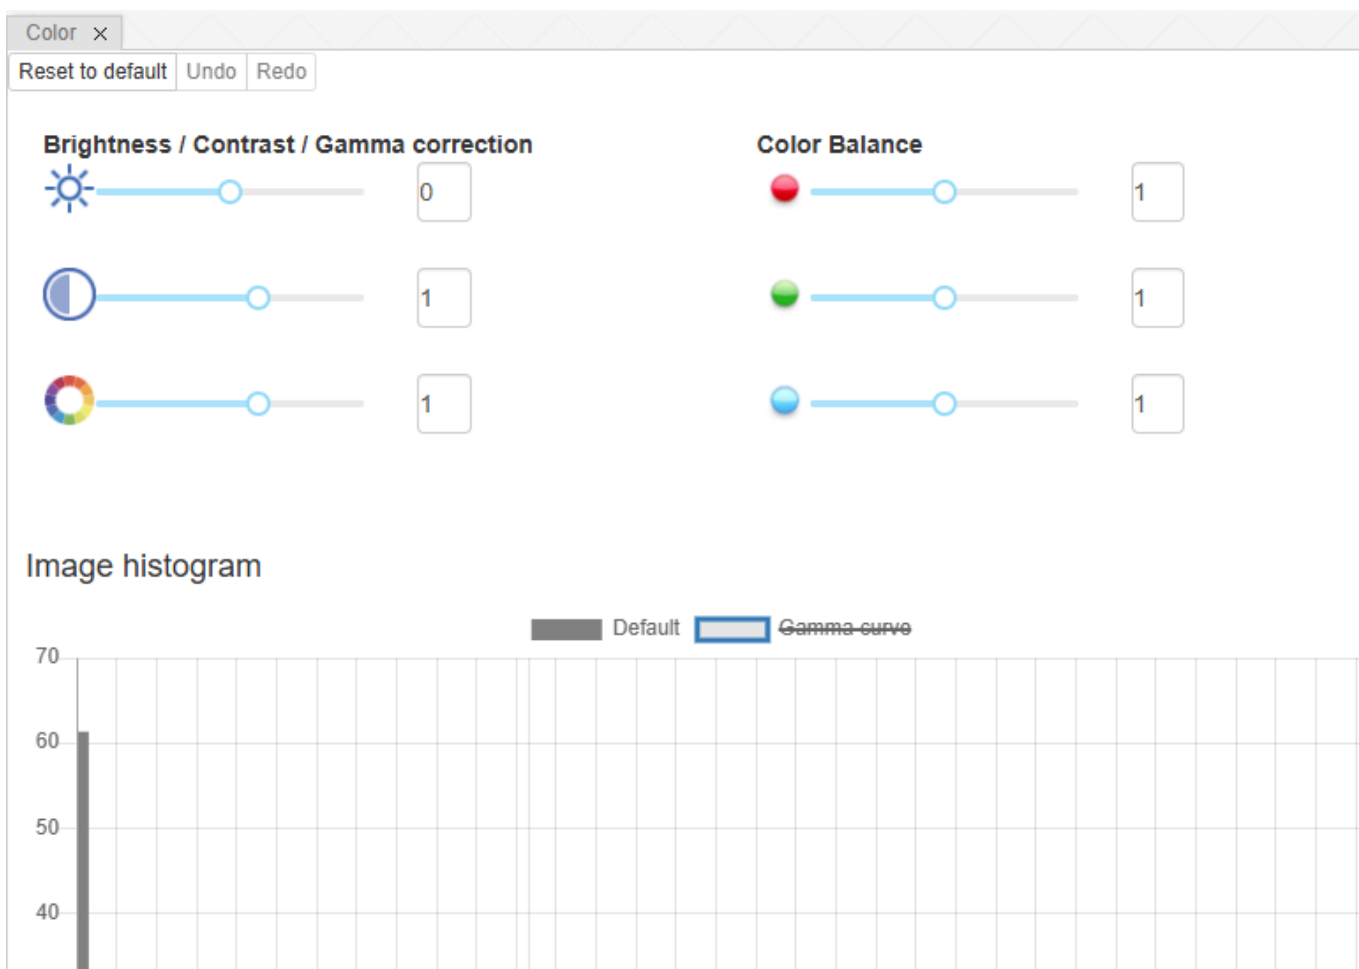 Color
Reset to default Undo Redo
Brightness / Contrast / Gamma correction
0
1
1
Color Balance
1
1
1
Image histogram
Default Gamma curve
70
60
50
40